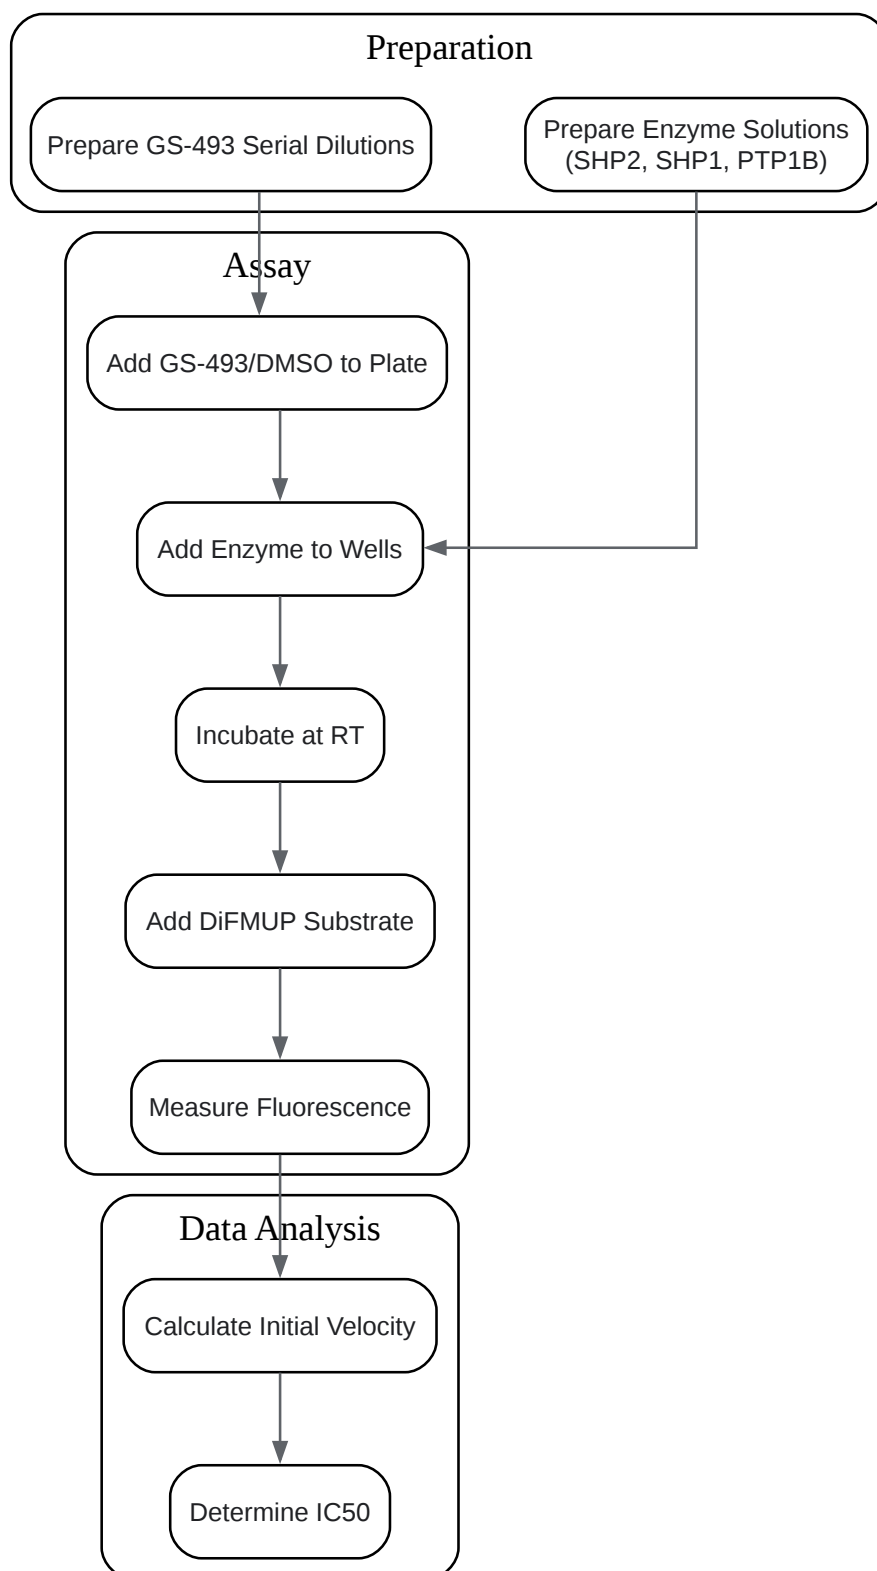 Preparation
Prepare GS-493 Serial Dilutions
Prepare Enzyme Solutions
(SHP2, SHP1, PTP1B)
Assay
Add GS-493/DMSO to Plate
Add Enzyme to Wells
Incubate at RT
Add DiFMUP Substrate
Measure Fluorescence
Data Analysis
Calculate Initial Velocity
Determine IC50